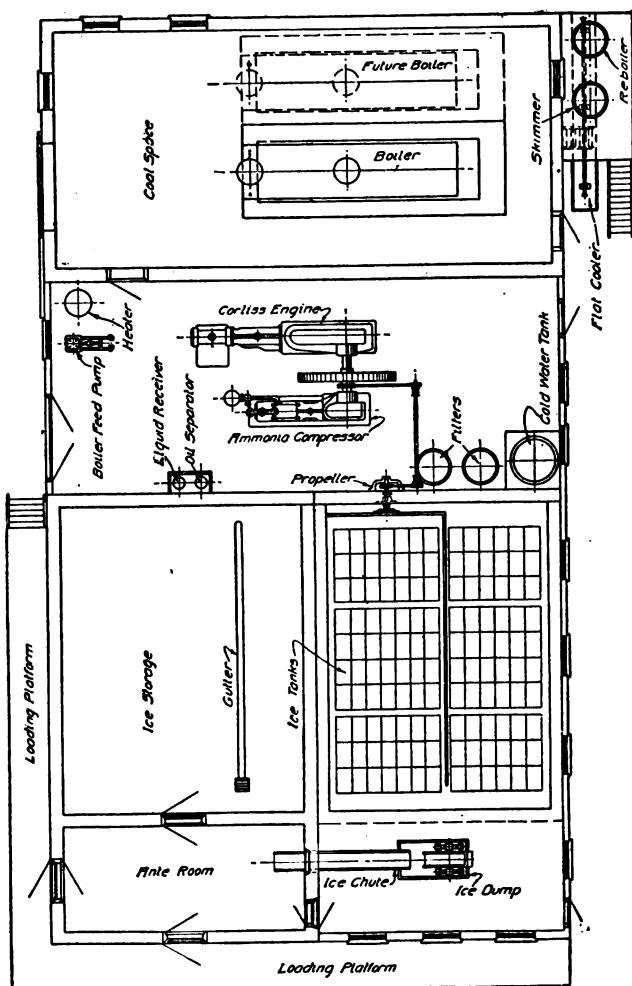 Future Boiler
Boiler
Coal Space
Reboiler
Skimmer
Flat Cooler
Heater
Boiler Feed Pump
Corliss Engine
Liquid Receiver
Oil Separator
Ammonia Compressor
Cold Water Tank
Filters
Propeller
Loading Platform
Ice Storage
Gutter
Ice Tanks
Ante Room
Ice Chute
Ice Dump
Loading Platform